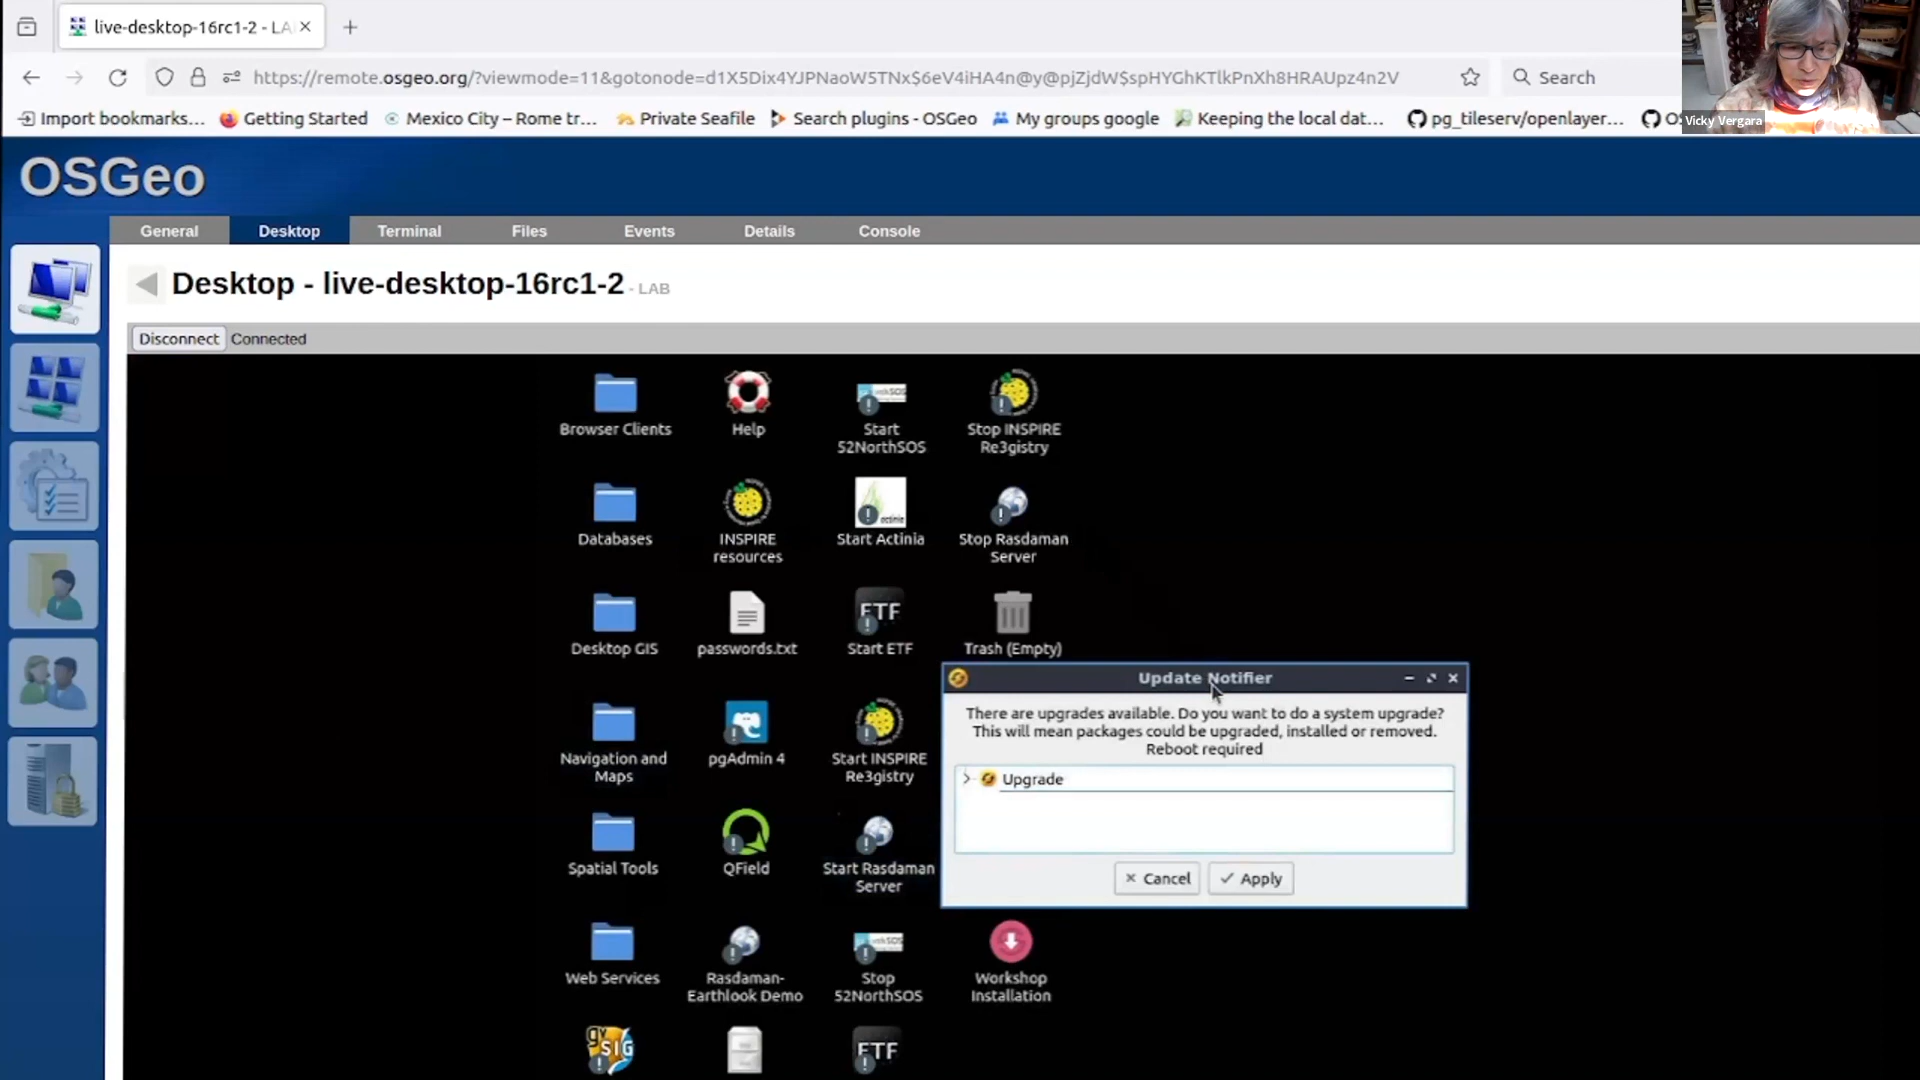 live-desktop-16rc1-2 - LA
https://remote.osgeo.org/?viewmode=11&gotonode=d1X5Dix4YJPNaoW5TNx$6eV4iHA4n@y@pjZjdW$spHYGhKTlkPnXh8HRAUpz4n2V
Search
Import bookmarks...
Getting Started
Mexico City – Rome tr...
Private Seafile
Search plugins - OSGeo
My groups google
Keeping the local dat...
pg_tileserv/openlayer...
Vicky Vergara
OSGeo
General
Desktop
Terminal
Files
Events
Details
Console
Desktop - live-desktop-16rc1-2 - LAB
Disconnect
Connected
Browser Clients
Help
Start
52NorthSOS
Stop INSPIRE
Re3gistry
Databases
INSPIRE
resources
actinia
Start Actinia
Stop Rasdaman
Server
Desktop GIS
passwords.txt
ETF
Start ETF
Trash (Empty)
Navigation and
Maps
pgAdmin 4
Start INSPIRE
Re3gistry
Spatial Tools
QField
Start Rasdaman
Server
Web Services
Rasdaman-
Earthlook Demo
Stop
52NorthSOS
Workshop
Installation
gv
SIG
ETF
Update Notifier
There are upgrades available. Do you want to do a system upgrade?
This will mean packages could be upgraded, installed or removed.
Reboot required
Upgrade
Cancel
Apply